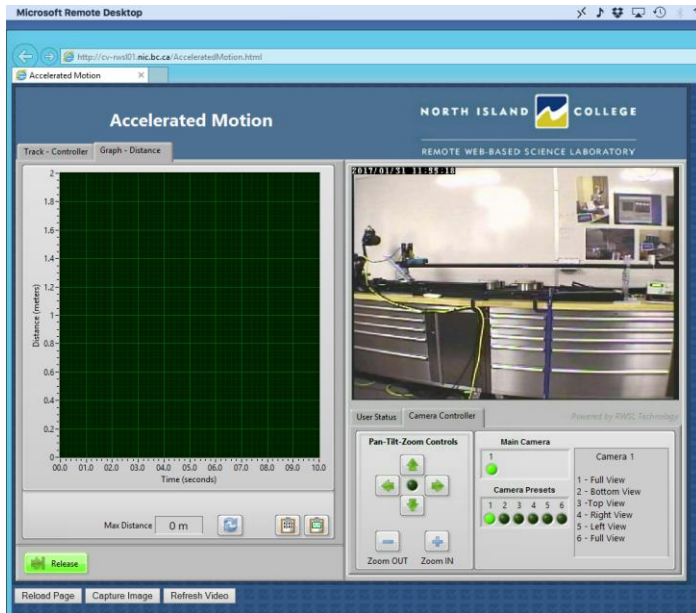 Microsoft Remote Desktop
http://cv-rwsl01.nic.bc.ca/AcceleratedMotion.html
Accelerated Motion ×
Accelerated Motion
NORTH ISLAND COLLEGE
REMOTE WEB-BASED SCIENCE LABORATORY
Track - Controller Graph - Distance
2
1.8
1.6
1.4
1.2
1
0.8
0.6
0.4
0.2
0
Distance (meters)
00.0 01.0 02.0 03.0 04.0 05.0 06.0 07.0 08.0 09.0 10.0
Time (seconds)
Max Distance 0 m
Release
2017/01/31 11:55:18
User Status Camera Controller
Powered by RWSL Technology
Pan-Tilt-Zoom Controls
Zoom OUT Zoom IN
Main Camera
1
Camera Presets
1 2 3 4 5 6
Camera 1
1 - Full View
2 - Bottom View
3 -Top View
4 - Right View
5 - Left View
6 - Full View
Reload Page Capture Image Refresh Video